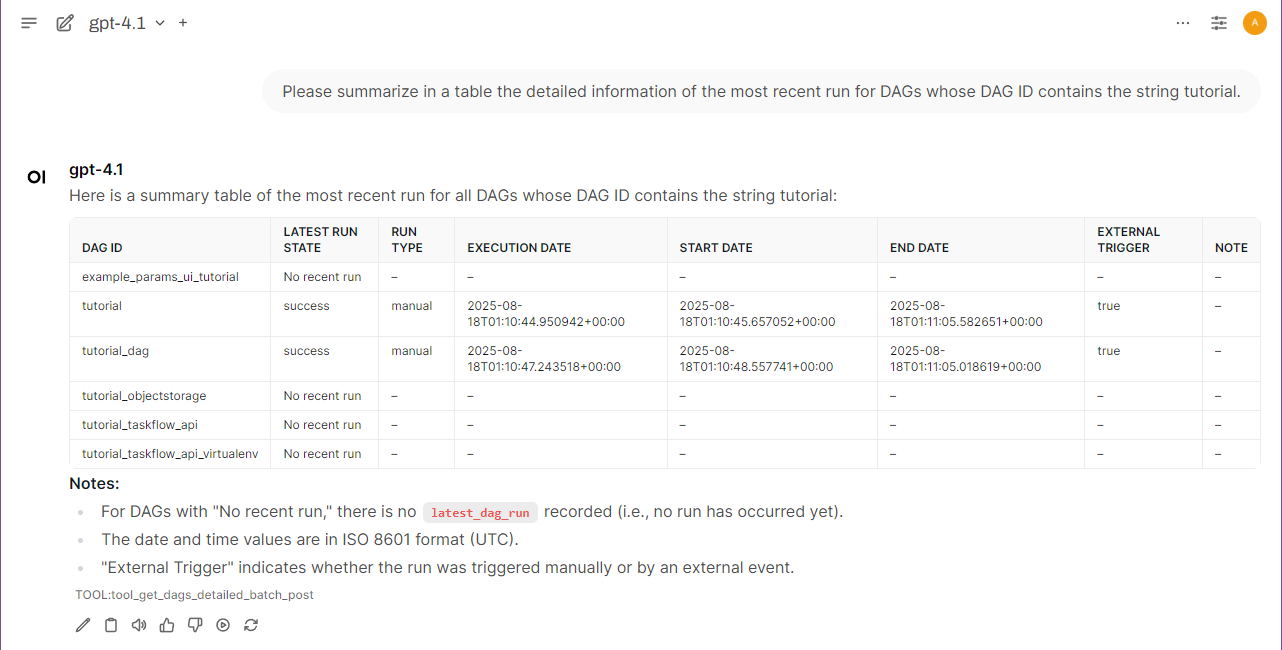 gpt-4.1
Please summarize in a table the detailed information of the most recent run for DAGs whose DAG ID contains the string tutorial.
A
OI
gpt-4.1
Here is a summary table of the most recent run for all DAGs whose DAG ID contains the string tutorial:
DAG ID LATEST RUN STATE RUN TYPE EXECUTION DATE START DATE END DATE EXTERNAL TRIGGER NOTE
example_params_ui_tutorial No recent run – – – – – –
tutorial success manual 2025-08-18T01:10:44.950942+00:00 2025-08-18T01:10:45.657052+00:00 2025-08-18T01:11:05.582651+00:00 true –
tutorial_dag success manual 2025-08-18T01:10:47.243518+00:00 2025-08-18T01:10:48.557741+00:00 2025-08-18T01:11:05.018619+00:00 true –
tutorial_objectstorage No recent run – – – – – –
tutorial_taskflow_api No recent run – – – – – –
tutorial_taskflow_api_virtualenv No recent run – – – – – –
Notes:
For DAGs with "No recent run," there is no latest_dag_run recorded (i.e., no run has occurred yet).
The date and time values are in ISO 8601 format (UTC).
"External Trigger" indicates whether the run was triggered manually or by an external event.
TOOL:tool_get_dags_detailed_batch_post